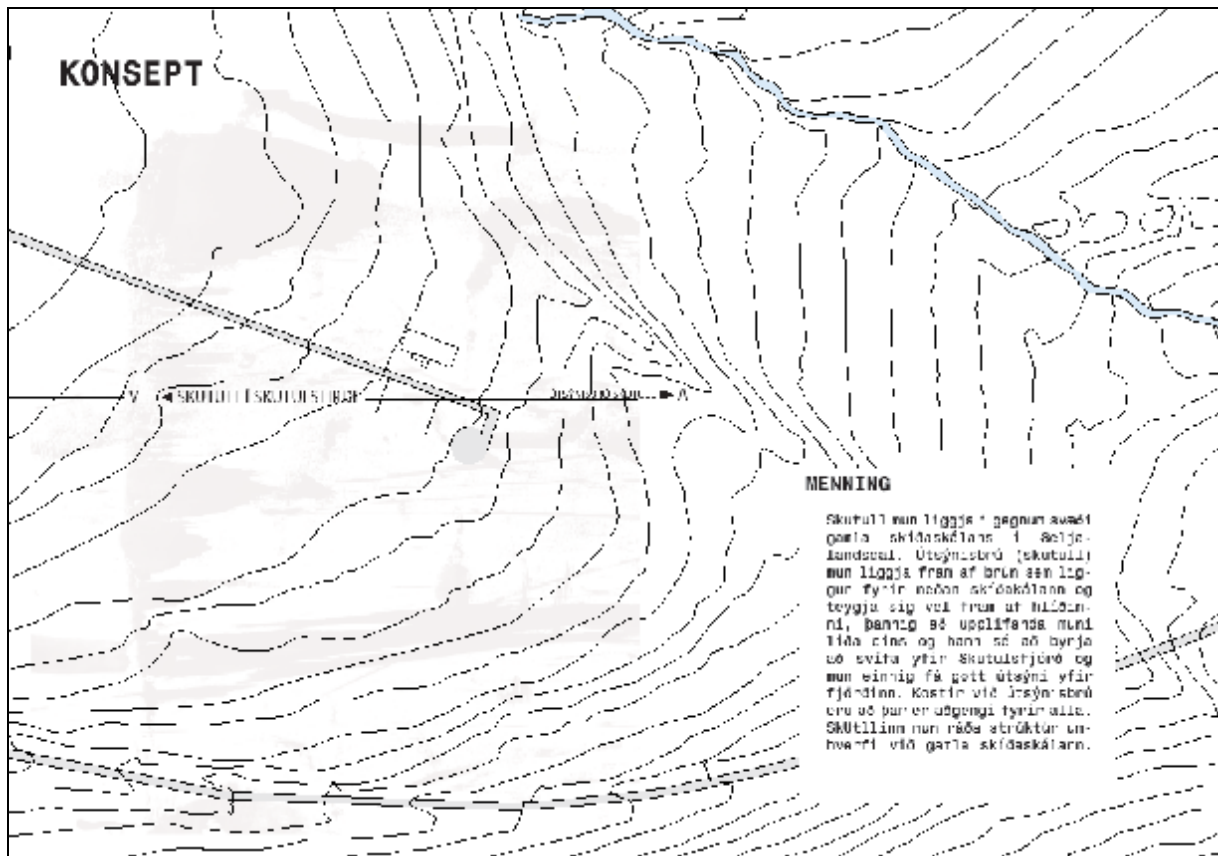 KONSEPT
V
SKUTULL Í SKUTULSFIRÐI
A
MENNING
Skutull mun liggja í gegnum svæði
gamla skíðaskálans í Selja-
landsdal. Útsýnisbrú (skutull)
mun liggja fram af brún sem lig-
gur fyrir neðan skíðaskálann og
teygja sig vel fram af hlíðin-
ni, þannig að upplifanda muni
líða eins og hann sé að byrja
að svífa yfir Skutulsfjörð og
mun einnig fá gott útsýni yfir
fjörðinn. Kostir við útsýnisbrú
eru að þar er aðgengi fyrir alla.
Skútllinn mun ráða strúktúr um-
hverfi við gamla skíðaskálann.